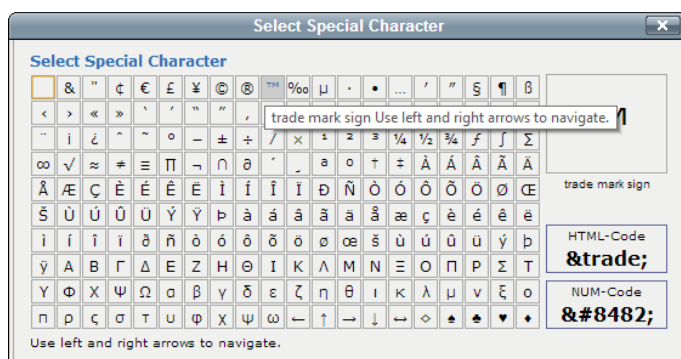 Select Special Character
Select Special Character
& " ¢ € £ ¥ © ® ™ ‰ µ · • … ′ ″ § ¶ ß
‹ › « » ‘ ’ “ ” ‚
trade mark sign Use left and right arrows to navigate.
¨ ¡ ¿ ˆ ˜ ° – ± ÷ ⁄ × ¹ ² ³ ¼ ½ ¾ ƒ ∫ ∑
∞ √ ≈ ≠ ≡ ∏ ¬ ∩ ∂ ´ ¸ ª º † ‡ À Á Â Ã Ä
trade mark sign
Å Æ Ç È É Ê Ë Ì Í Î Ï Ð Ñ Ò Ó Ô Õ Ö Ø Œ
Š Ù Ú Û Ü Ý Ÿ Þ à á â ã ä å æ ç è é ê ë
ì í î ï ð ñ ò ó ô õ ö ø œ š ù ú û ü ý þ
HTML-Code
&trade;
ÿ Α Β Γ Δ Ε Ζ Η Θ Ι Κ Λ Μ Ν Ξ Ο Π Ρ Σ Τ
Υ Φ Χ Ψ Ω α β γ δ ε ζ η θ ι κ λ μ ν ξ ο
NUM-Code
&#8482;
π ρ ς σ τ υ φ χ ψ ω ← ↑ → ↓ ↔ ◊ ♠ ♣ ♥ ♦
Use left and right arrows to navigate.